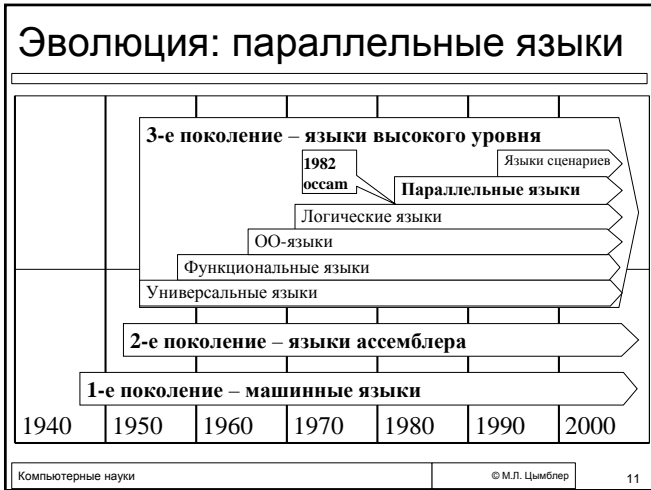 Эволюция: параллельные языки
3-е поколение – языки высокого уровня
Языки сценариев
1982
occam
Параллельные языки
Логические языки
ОО-языки
Функциональные языки
Универсальные языки
2-е поколение – языки ассемблера
1-е поколение – машинные языки
1940 1950 1960 1970 1980 1990 2000
Компьютерные науки © М.Л. Цымблер 11